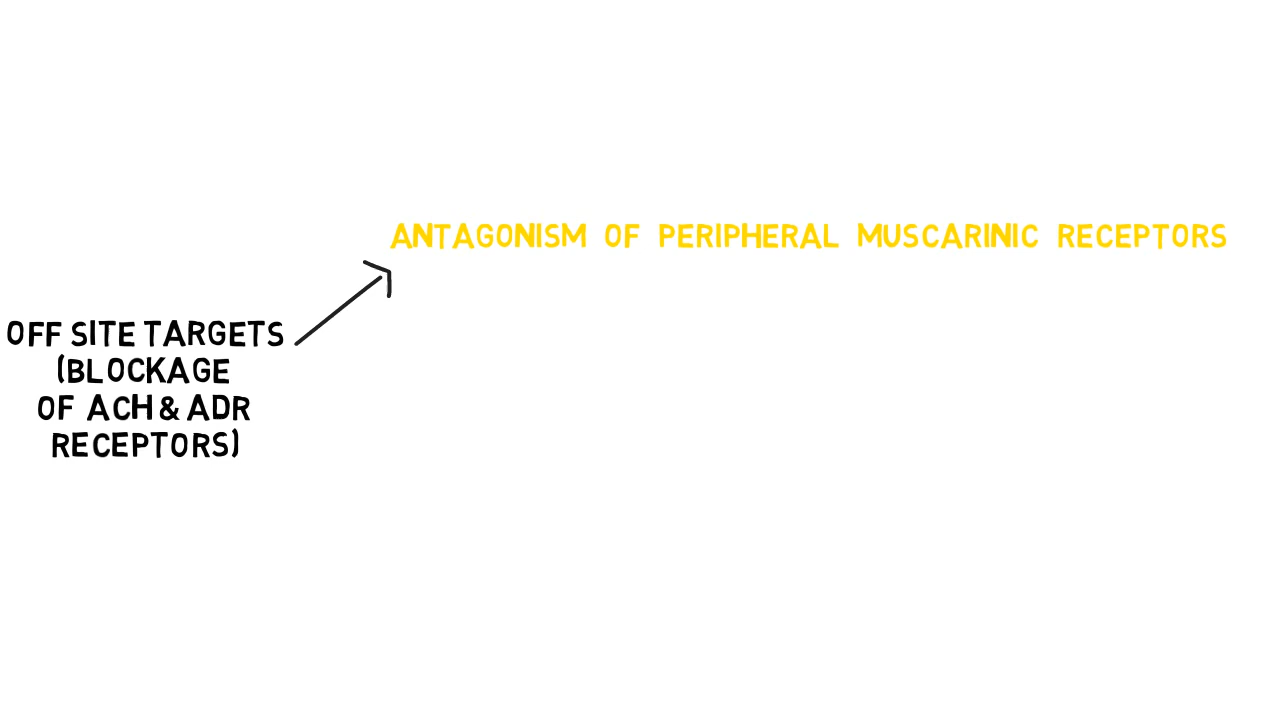 ANTAGONISM OF PERIPHERAL MUSCARINIC RECEPTORS
OFF SITE TARGETS
(BLOCKAGE
OF ACH & ADR
RECEPTORS)